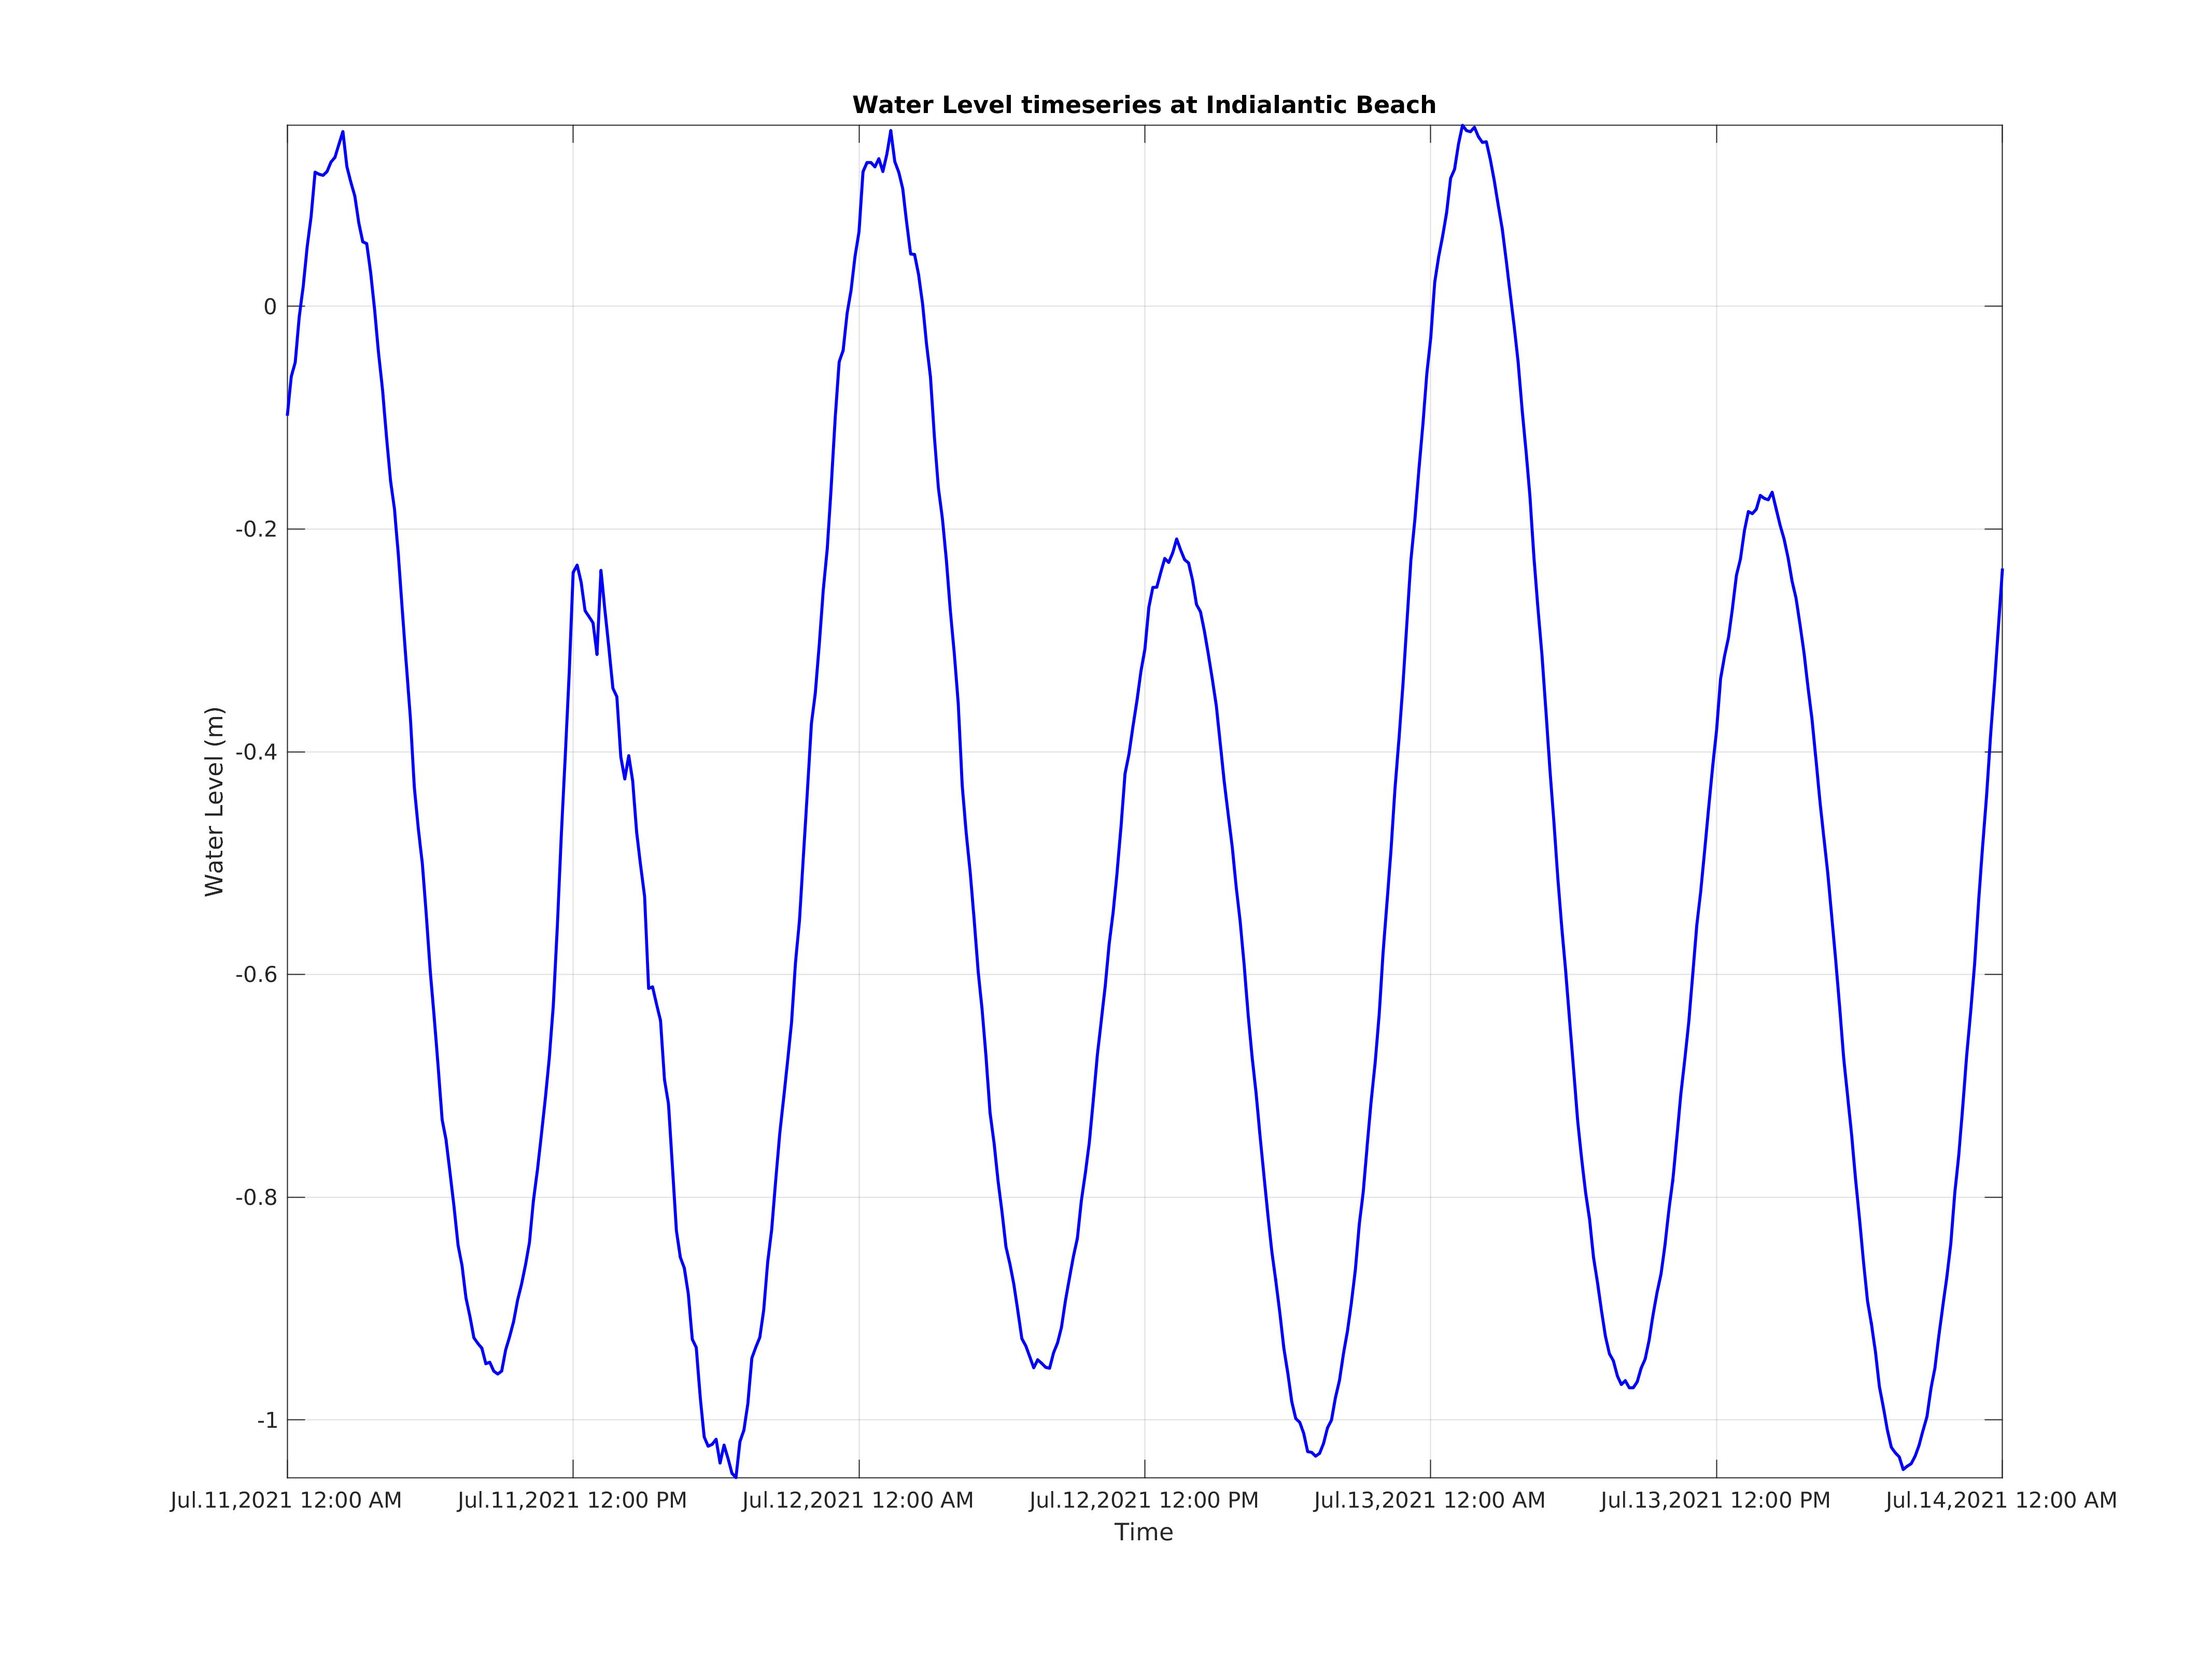 Water Level timeseries at Indialantic Beach
0
-0.2
-0.4
-0.6
-0.8
-1
Water Level (m)
Jul.11,2021 12:00 AM
Jul.11,2021 12:00 PM
Jul.12,2021 12:00 AM
Jul.12,2021 12:00 PM
Jul.13,2021 12:00 AM
Jul.13,2021 12:00 PM
Jul.14,2021 12:00 AM
Time